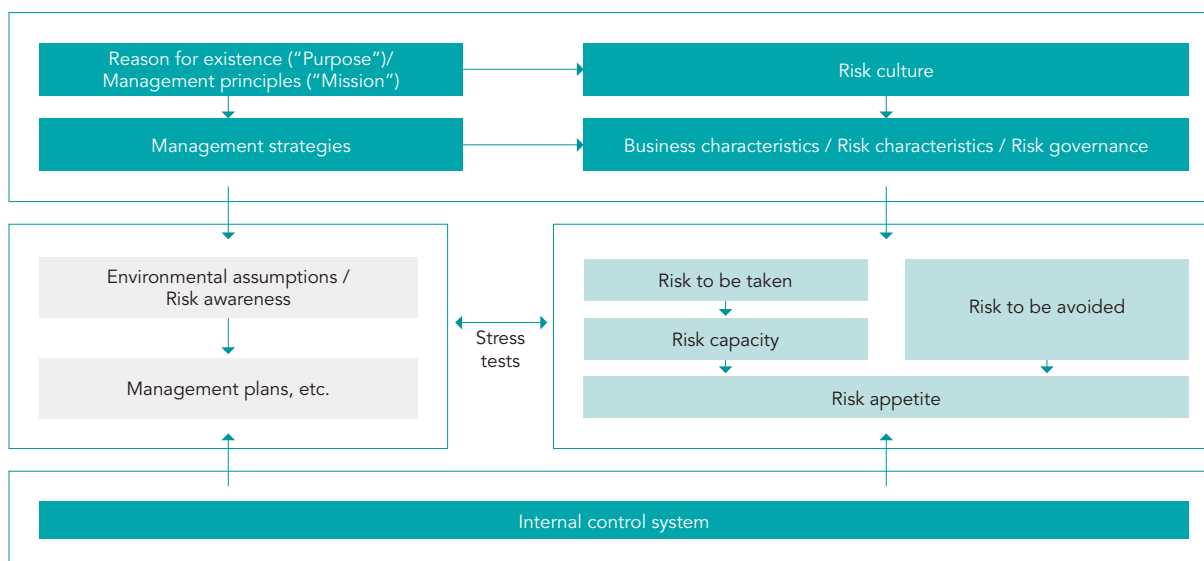 Reason for existence (“Purpose”)/
Management principles (“Mission”)
Risk culture
Management strategies
Business characteristics / Risk characteristics / Risk governance
Environmental assumptions /
Risk awareness
Management plans, etc.
Stress
tests
Risk to be taken
Risk capacity
Risk to be avoided
Risk appetite
Internal control system